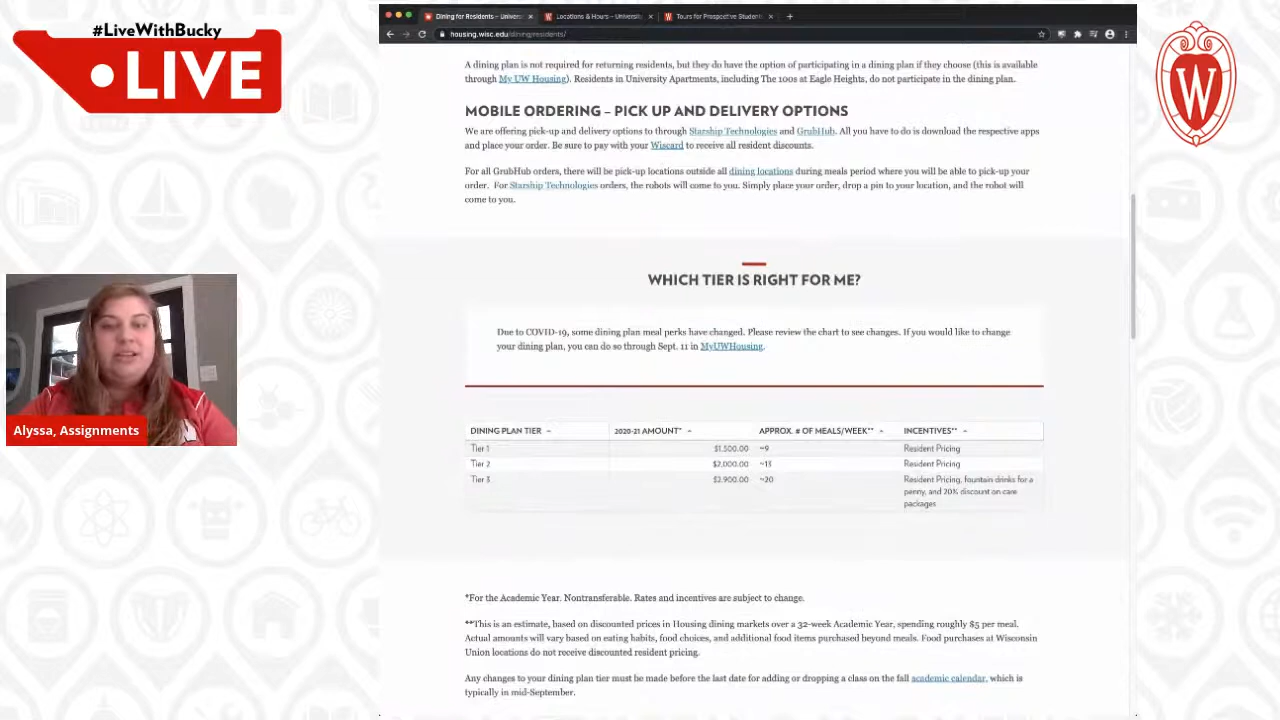 #LiveWithBucky
LIVE
Alyssa, Assignments
W
Dining for Residents – Univers
Locations & Hours – University
Tours for Prospective Student
housing.wisc.edu/dining/residents/
A dining plan is not required for returning residents, but they do have the option of participating in a dining plan if they choose (this is available
through My UW Housing). Residents in University Apartments, including The 100s at Eagle Heights, do not participate in the dining plan.
MOBILE ORDERING – PICK UP AND DELIVERY OPTIONS
We are offering pick-up and delivery options to through Starship Technologies and GrubHub. All you have to do is download the respective apps
and place your order. Be sure to pay with your Wiscard to receive all resident discounts.
For all GrubHub orders, there will be pick-up locations outside all dining locations during meals period where you will be able to pick-up your
order. For Starship Technologies orders, the robots will come to you. Simply place your order, drop a pin to your location, and the robot will
come to you.
WHICH TIER IS RIGHT FOR ME?
Due to COVID-19, some dining plan meal perks have changed. Please review the chart to see changes. If you would like to change
your dining plan, you can do so through Sept. 11 in MyUWHousing.
DINING PLAN TIER 2020-21 AMOUNT* APPROX. # OF MEALS/WEEK** INCENTIVES**
Tier 1 $1,500.00 ~9 Resident Pricing
Tier 2 $2,000.00 ~13 Resident Pricing
Tier 3 $2,900.00 ~20 Resident Pricing, fountain drinks for a
penny, and 20% discount on care
packages
*For the Academic Year. Nontransferable. Rates and incentives are subject to change.
**This is an estimate, based on discounted prices in Housing dining markets over a 32-week Academic Year, spending roughly $5 per meal.
Actual amounts will vary based on eating habits, food choices, and additional food items purchased beyond meals. Food purchases at Wisconsin
Union locations do not receive discounted resident pricing.
Any changes to your dining plan tier must be made before the last date for adding or dropping a class on the fall academic calendar, which is
typically in mid-September.